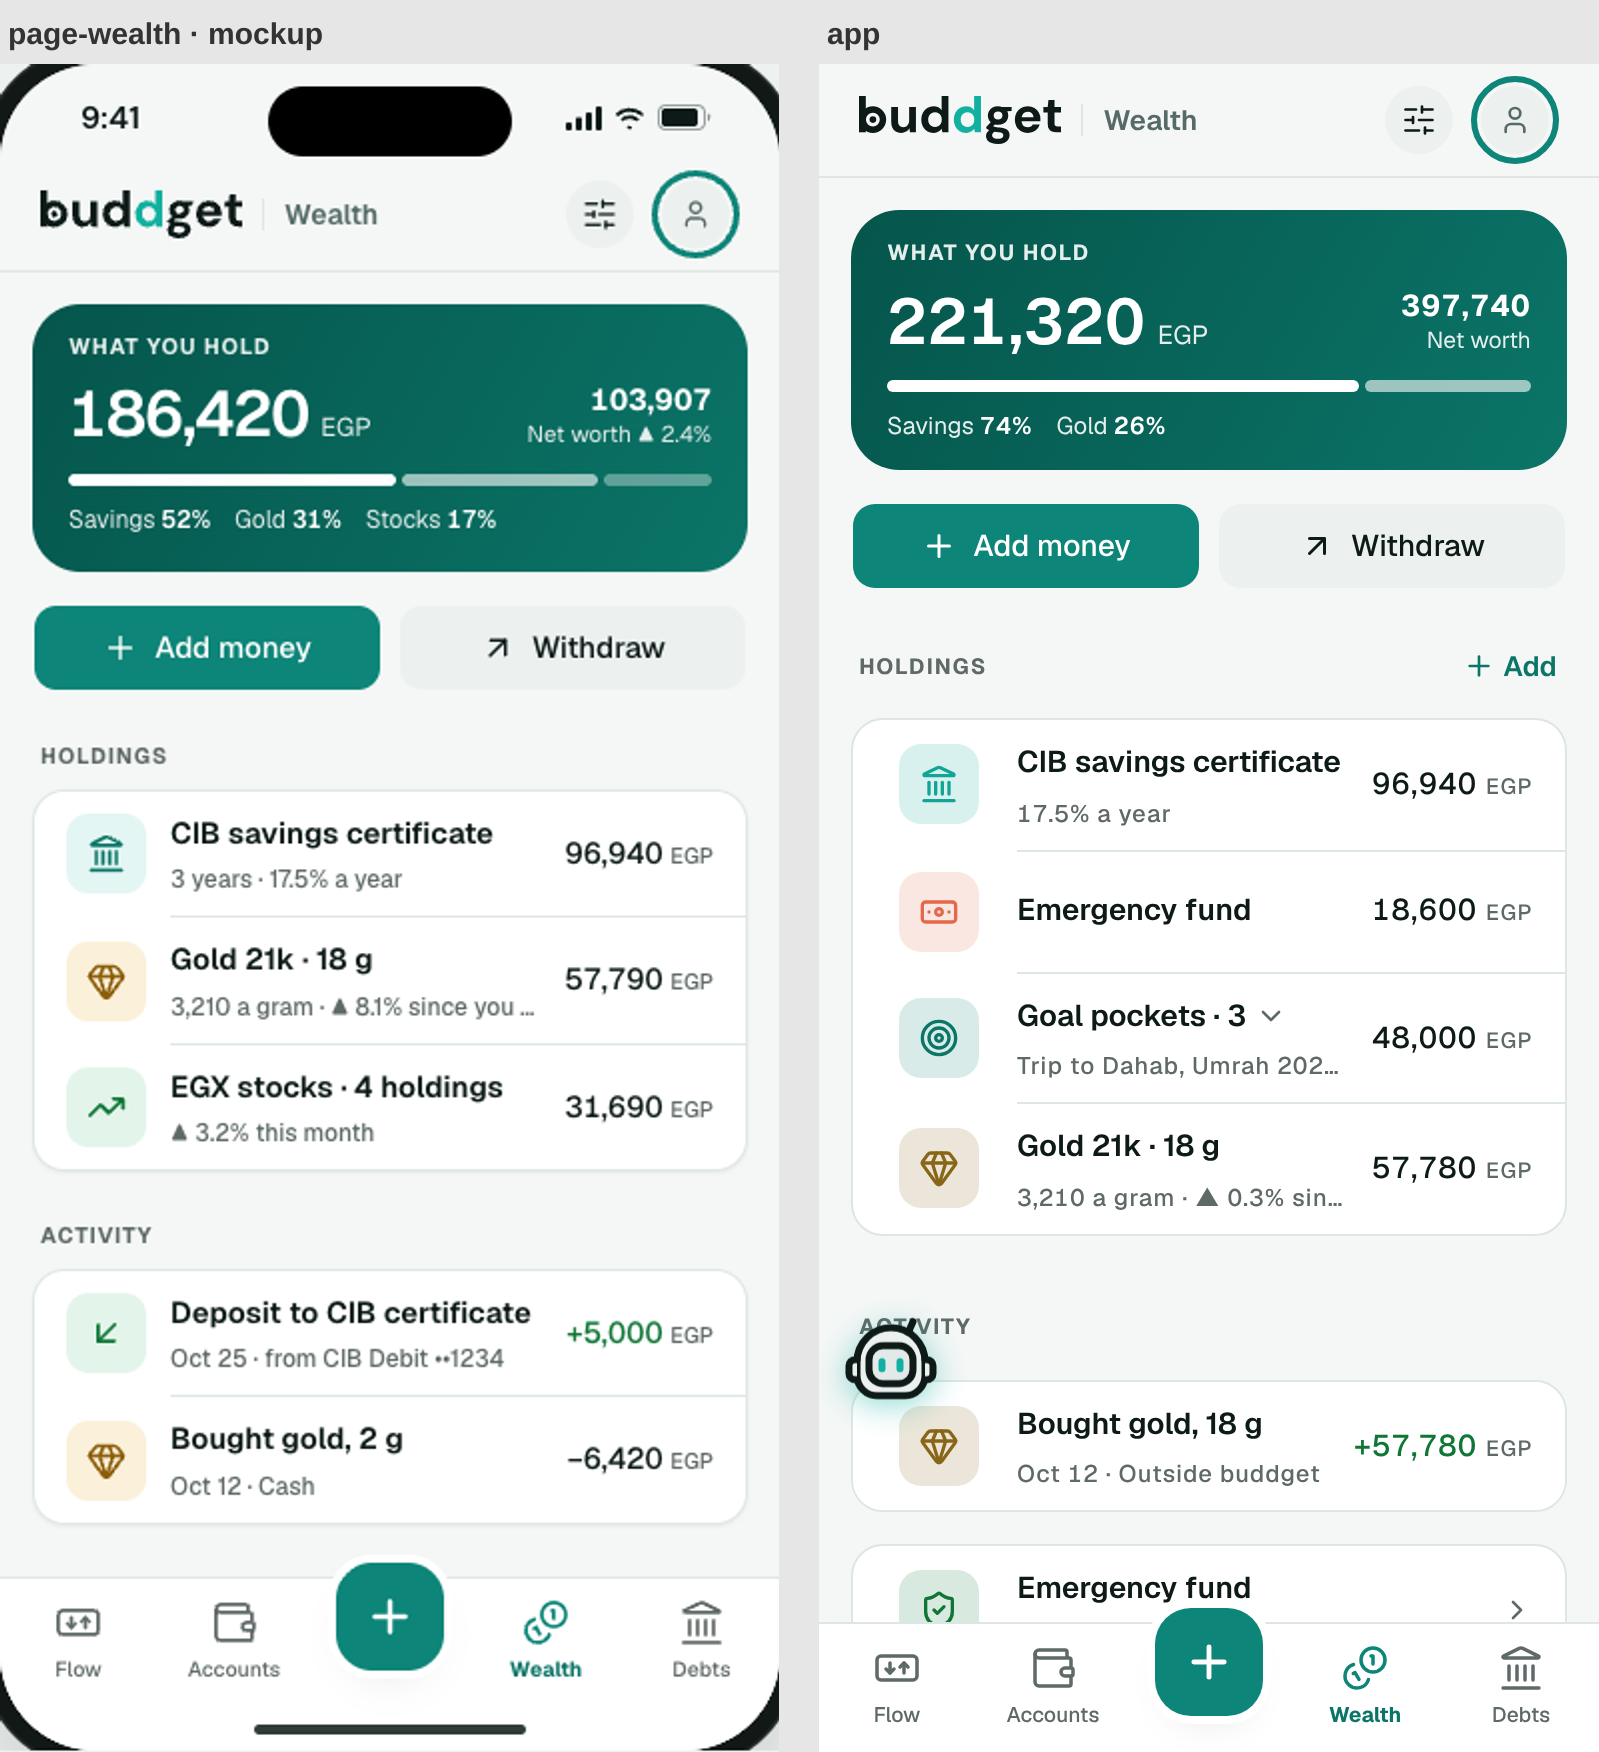 page-wealth · mockup
9:41
buddget
Wealth
WHAT YOU HOLD
186,420 EGP
103,907
Net worth ▲ 2.4%
Savings 52% Gold 31% Stocks 17%
+ Add money
Withdraw
HOLDINGS
CIB savings certificate
3 years · 17.5% a year
96,940 EGP
Gold 21k · 18 g
3,210 a gram · ▲ 8.1% since you ...
57,790 EGP
EGX stocks · 4 holdings
▲ 3.2% this month
31,690 EGP
ACTIVITY
Deposit to CIB certificate
Oct 25 · from CIB Debit ••1234
+5,000 EGP
Bought gold, 2 g
Oct 12 · Cash
−6,420 EGP
Flow
Accounts
Wealth
Debts
app
buddget
Wealth
WHAT YOU HOLD
221,320 EGP
397,740
Net worth
Savings 74% Gold 26%
+ Add money
Withdraw
HOLDINGS
+ Add
CIB savings certificate
17.5% a year
96,940 EGP
Emergency fund
18,600 EGP
Goal pockets · 3
Trip to Dahab, Umrah 202...
48,000 EGP
Gold 21k · 18 g
3,210 a gram · ▲ 0.3% sin...
57,780 EGP
ACTIVITY
Bought gold, 18 g
Oct 12 · Outside buddget
+57,780 EGP
Emergency fund
Flow
Accounts
Wealth
Debts